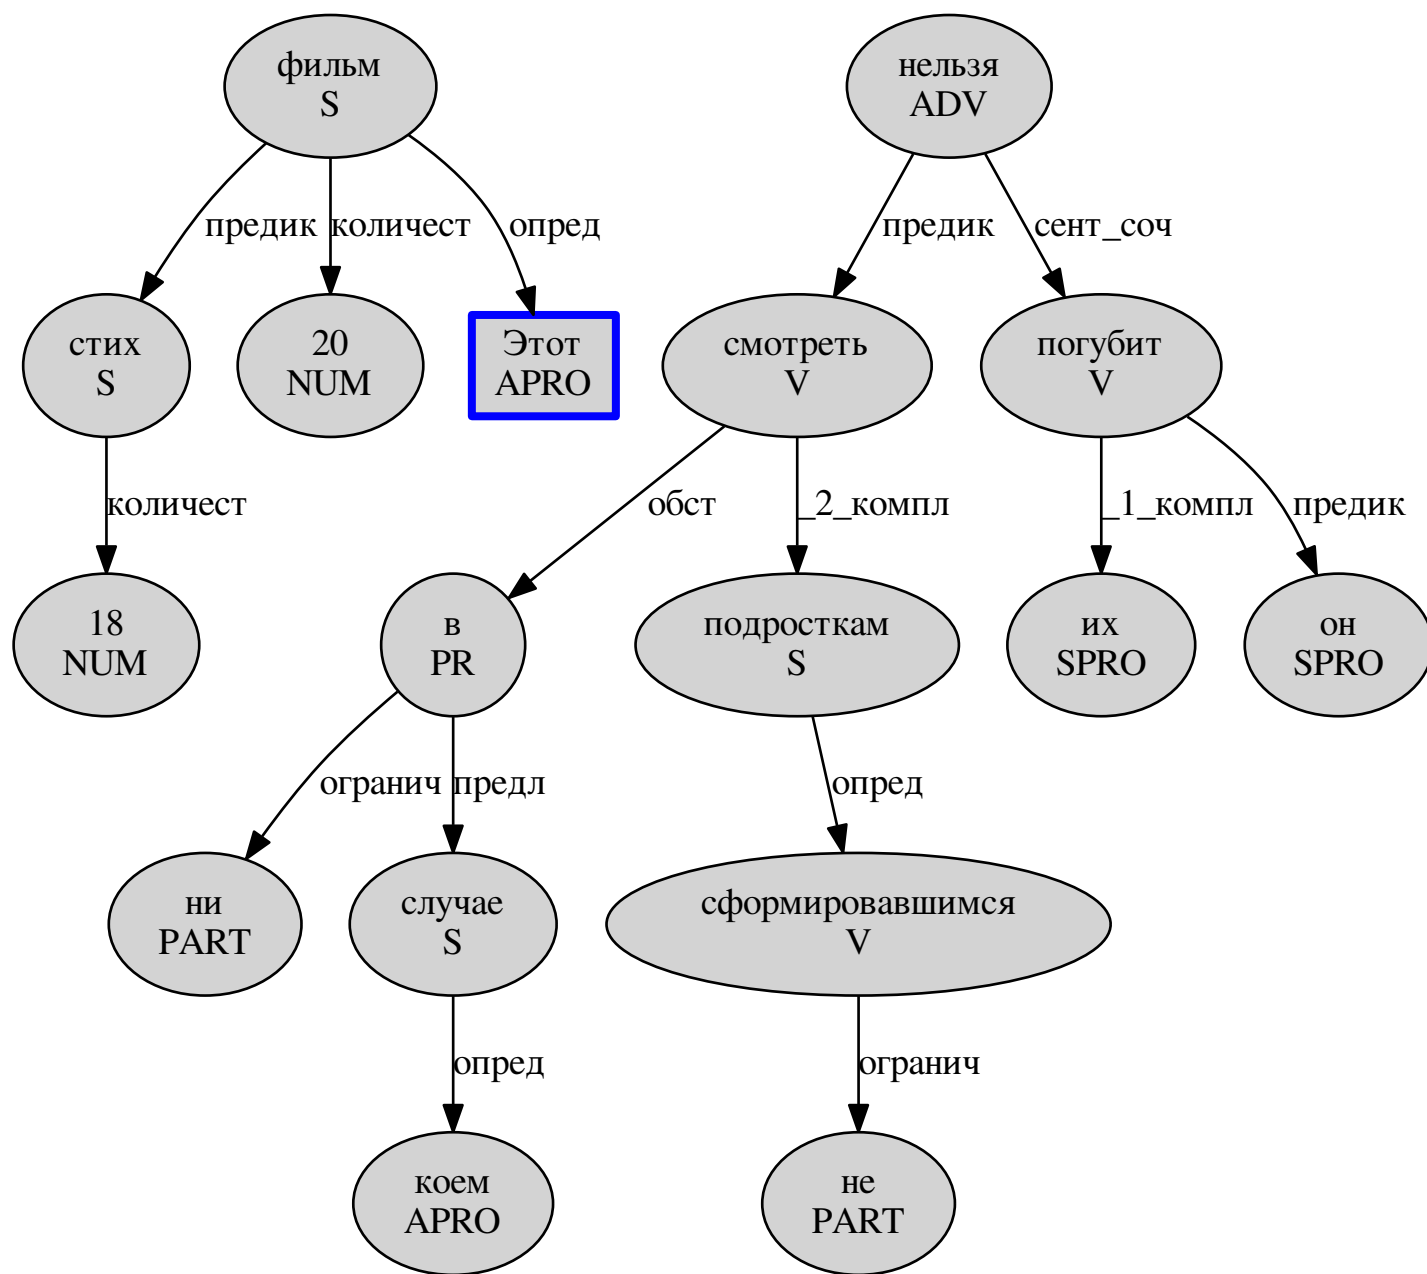 фильм
S
нельзя
ADV
предик
количест
опред
предик
сент_соч
стих
S
20
NUM
Этот
APRO
смотреть
V
погубит
V
количест
обст
_2_компл
_1_компл
предик
18
NUM
в
PR
подросткам
S
их
SPRO
он
SPRO
огранич
предл
опред
ни
PART
случае
S
сформировавшимся
V
опред
огранич
коем
APRO
не
PART